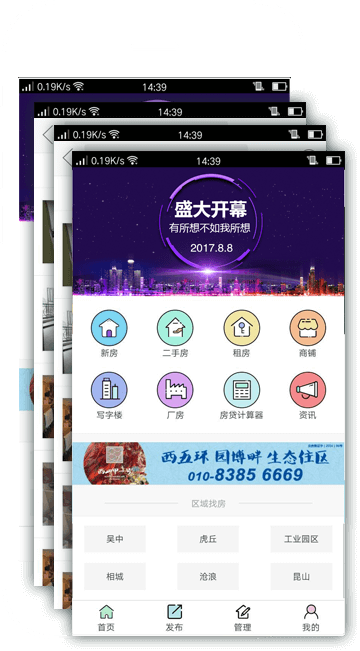 0.19K/s 14:39
0.19K/s 14:39
0.19K/s 14:39
0.19K/s 14:39
盛大开幕
有所想不如我所想
2017.8.8
新房 二手房 租房 商铺
写字楼 厂房 房贷计算器 资讯
西五环 园博畔 生态住区
010-8385 6669
区域找房
吴中 虎丘 工业园区
相城 沧浪 昆山
首页 发布 管理 我的